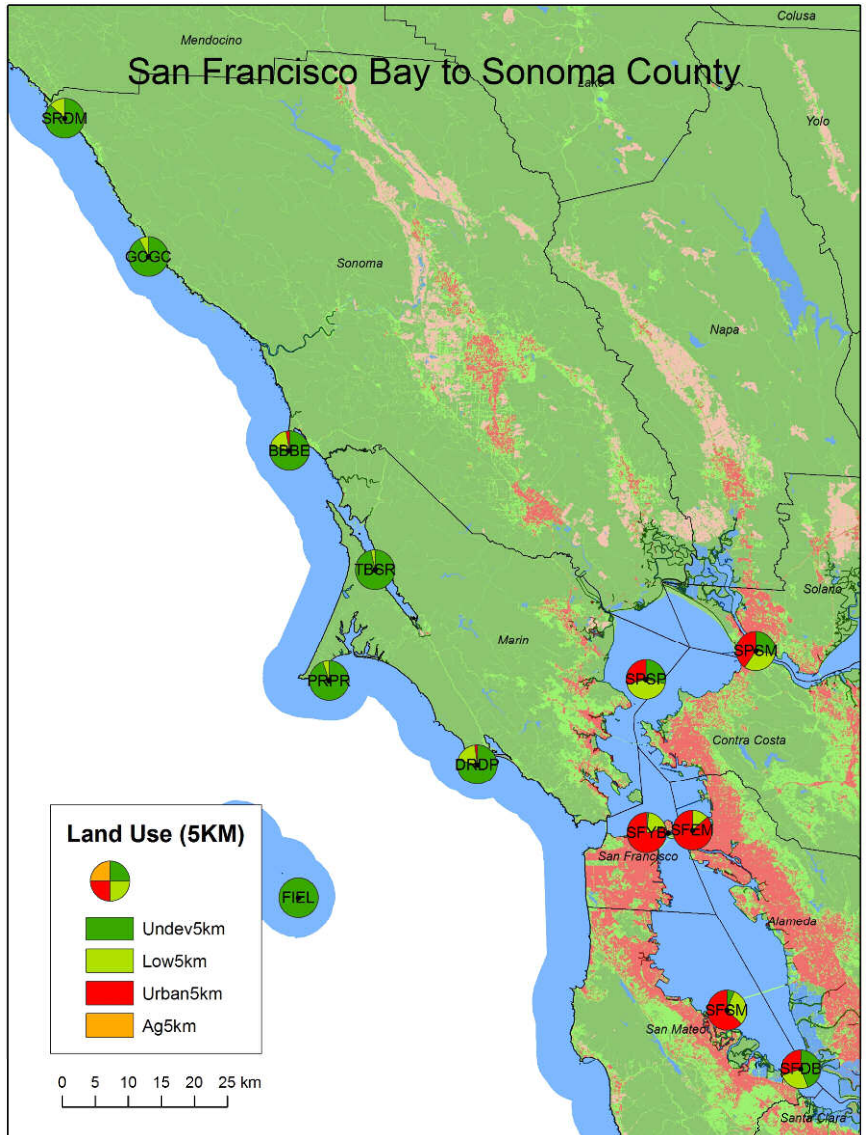 Colusa
Mendocino
San Francisco Bay to Sonoma County
Lake
Yolo
SRDM
GCGC
Sonoma
Napa
BBBE
TBSR
Solano
Marin
SPSM
SPSP
PRPR
Contra Costa
DRDP
Land Use (5KM)
SFYB
SFEM
San Francisco
FIEL
Undev5km
Alameda
Low5km
Urban5km
SFSM
Ag5km
San Mateo
SFDB
0 5 10 15 20 25 km
Santa Clara